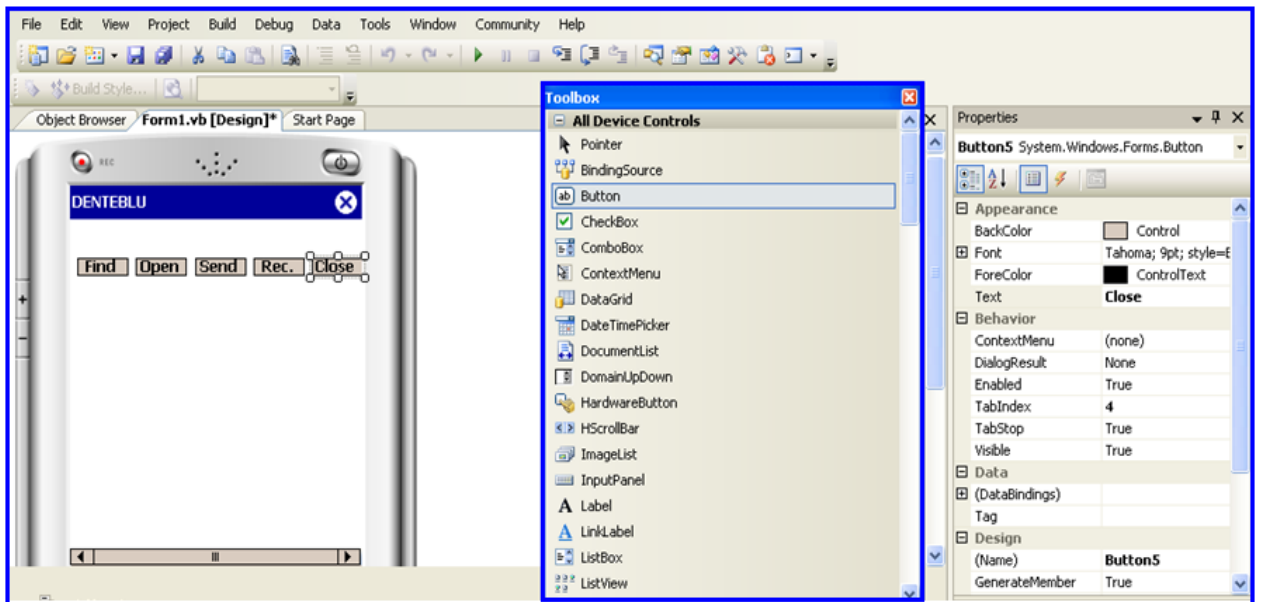 File Edit View Project Build Debug Data Tools Window Community Help
Build Style...
Object Browser Form1.vb [Design]* Start Page
REC
DENTEBLU
Find Open Send Rec. Close
Toolbox
All Device Controls
Pointer
BindingSource
Button
CheckBox
ComboBox
ContextMenu
DataGrid
DateTimePicker
DocumentList
DomainUpDown
HardwareButton
HScrollBar
ImageList
InputPanel
Label
LinkLabel
ListBox
ListView
Properties
Button5 System.Windows.Forms.Button
Appearance
BackColor Control
Font Tahoma; 9pt; style=E
ForeColor ControlText
Text Close
Behavior
ContextMenu (none)
DialogResult None
Enabled True
TabIndex 4
TabStop True
Visible True
Data
(DataBindings)
Tag
Design
(Name) Button5
GenerateMember True